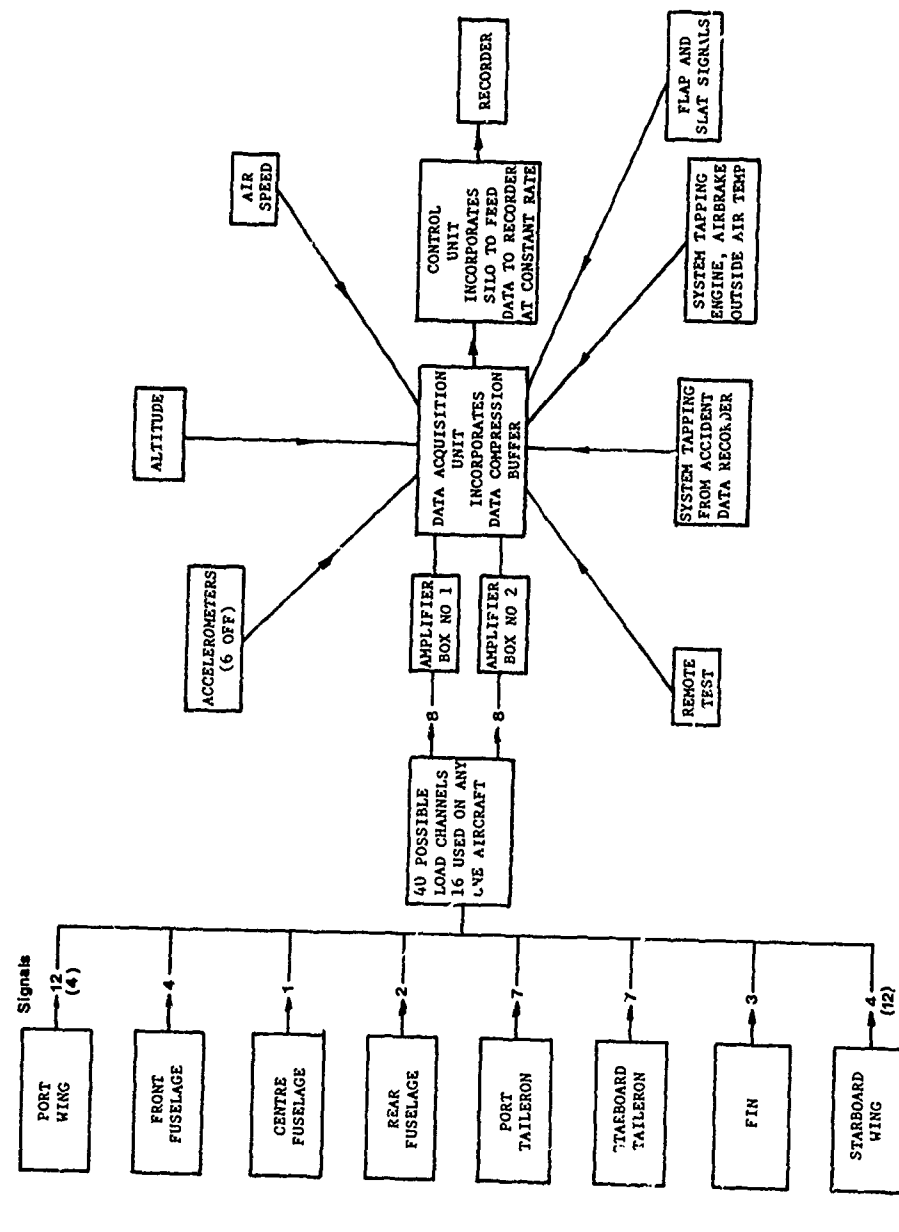 Signals
PORT
WING
12
(4)
FRONT
FUSELAGE
4
CENTRE
FUSELAGE
1
REAR
FUSELAGE
2
PORT
TAILERON
7
STARBOARD
TAILERON
7
FIN
3
STARBOARD
WING
4
(12)
40 POSSIBLE
LOAD CHANNELS
16 USED ON ANY
ONE AIRCRAFT
8
8
AMPLIFIER
BOX NO 1
AMPLIFIER
BOX NO 2
ACCELEROMETERS
(6 OFF)
ALTITUDE
AIR
SPEED
DATA ACQUISITION
UNIT
INCORPORATES
DATA COMPRESSION
BUFFER
CONTROL
UNIT
INCORPORATES
SILO TO FEED
DATA TO RECORDER
AT CONSTANT RATE
RECORDER
REMOTE
TEST
SYSTEM TAPPING
FROM ACCIDENT
DATA RECORDER
SYSTEM TAPPING
ENGINE, AIRBRAKE
OUTSIDE AIR TEMP
FLAP AND
SLAT SIGNALS